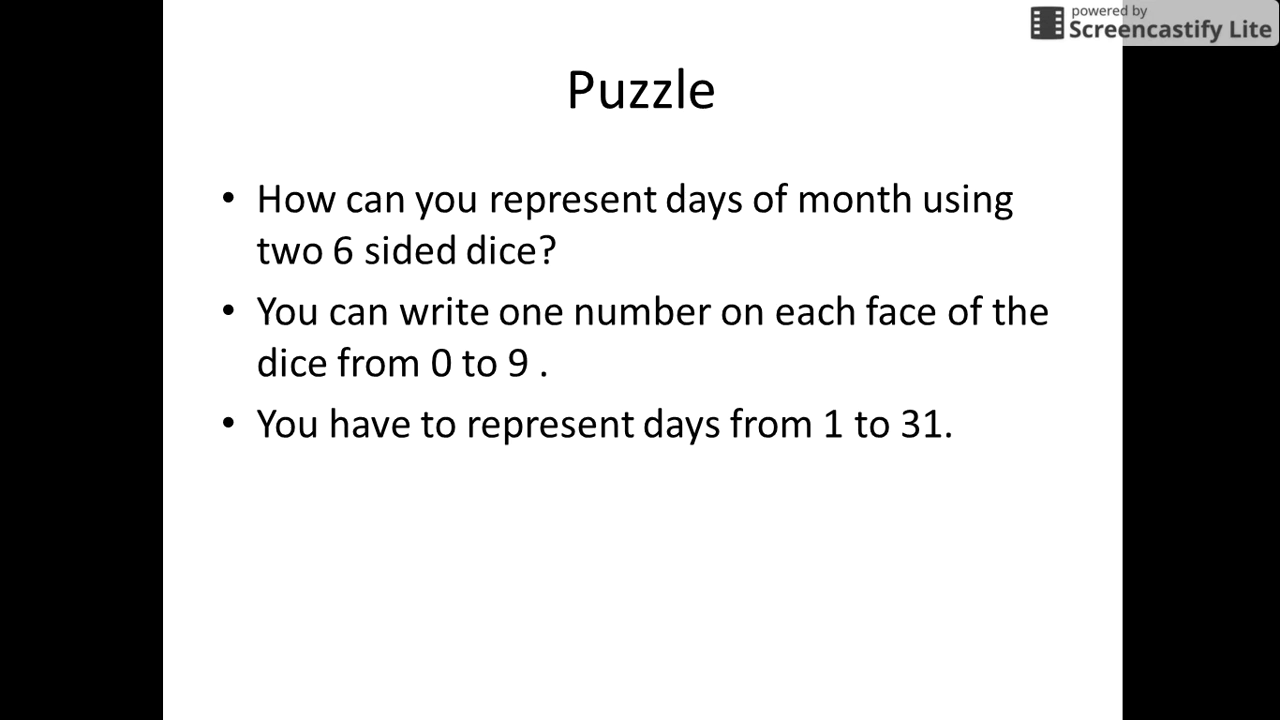 powered by
Screencastify Lite
Puzzle
• How can you represent days of month using
two 6 sided dice?
• You can write one number on each face of the
dice from 0 to 9 .
• You have to represent days from 1 to 31.